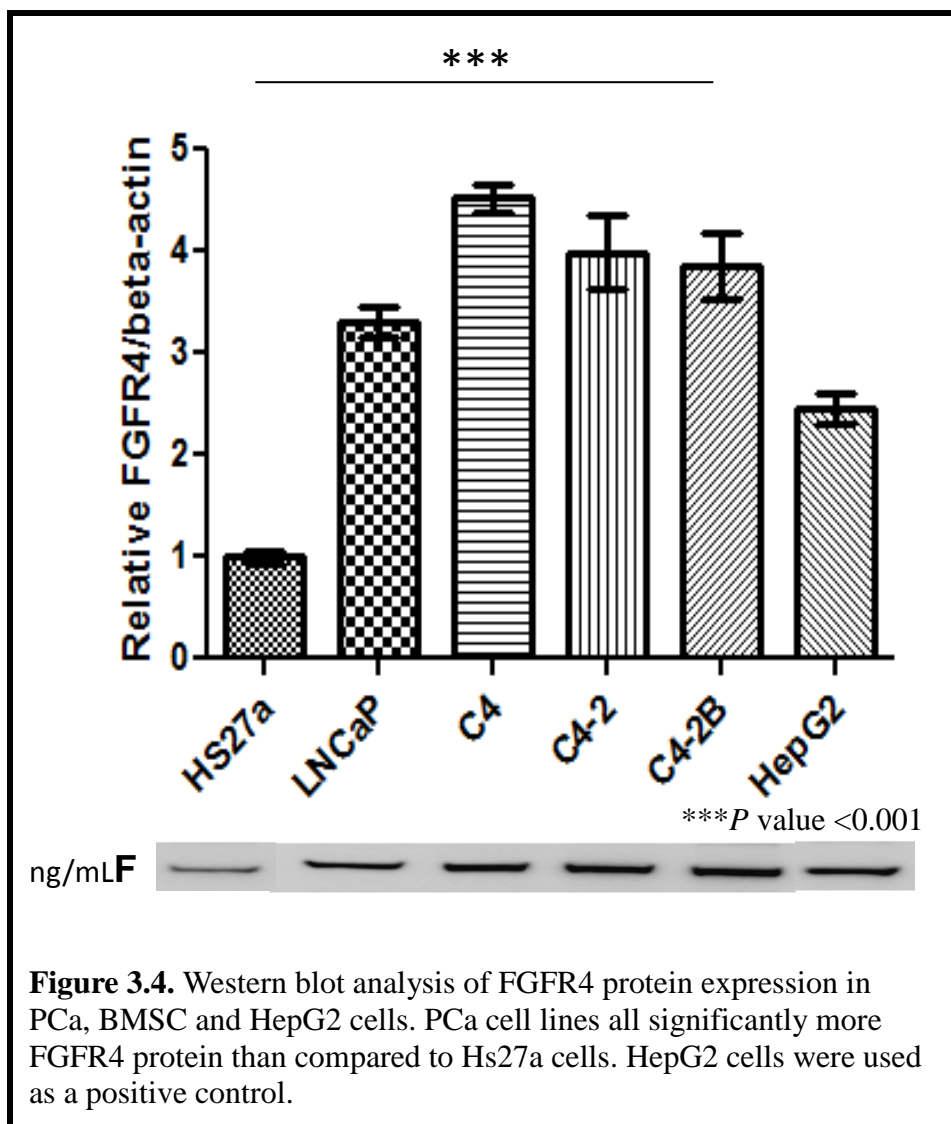 ***
5
4
3
2
1
0
Relative FGFR4/beta-actin
HS27a
LNCaP
C4
C4-2
C4-2B
HepG2
***P value <0.001
ng/mLF
Figure 3.4. Western blot analysis of FGFR4 protein expression in
PCa, BMSC and HepG2 cells. PCa cell lines all significantly more
FGFR4 protein than compared to Hs27a cells. HepG2 cells were used
as a positive control.